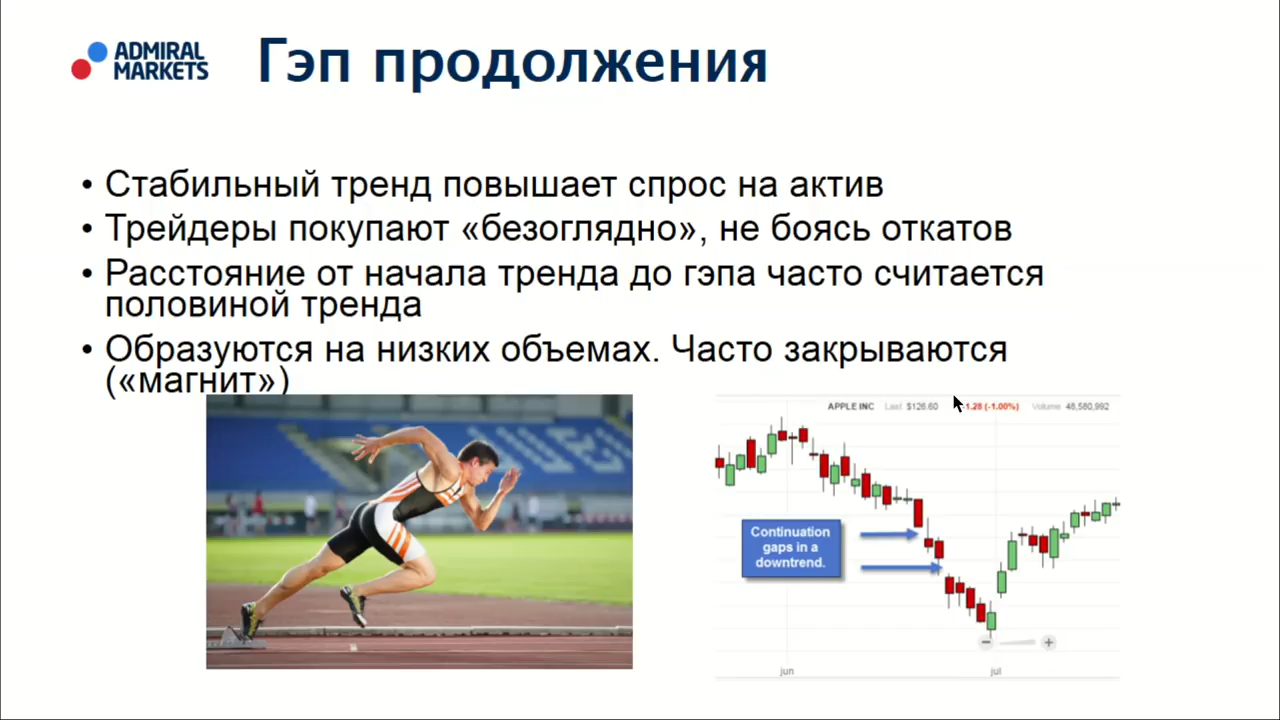 ADMIRAL
MARKETS
Гэп продолжения
• Стабильный тренд повышает спрос на актив
• Трейдеры покупают «безоглядно», не боясь откатов
• Расстояние от начала тренда до гэпа часто считается
половиной тренда
• Образуются на низких объемах. Часто закрываются
(«магнит»)
APPLE INC Last $126.60 1.28 (-1.00%) Volume 48,580,992
Continuation
gaps in a
downtrend.
jun jul